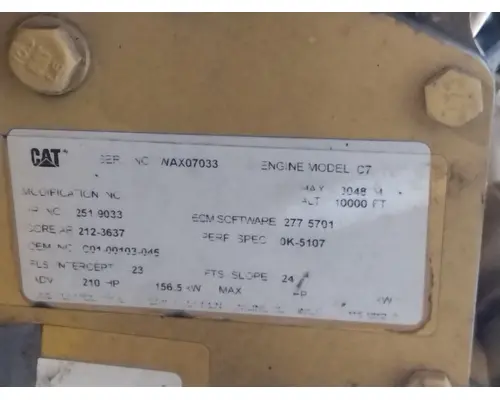 CAT SER. NO WAX07033 ENGINE MODEL C7
MAX 3048 M
MODIFICATION NO ALT 10000 FT
251 9033 ECM SOFTWARE 277 5701
CORE AR 212-3637 PERF SPEC 0K-5107
OEM NO C01-00103-045
FLS INTERCEPT 23 FTS SLOPE 24
ADV 210 HP 156.5 kW MAX HP kW